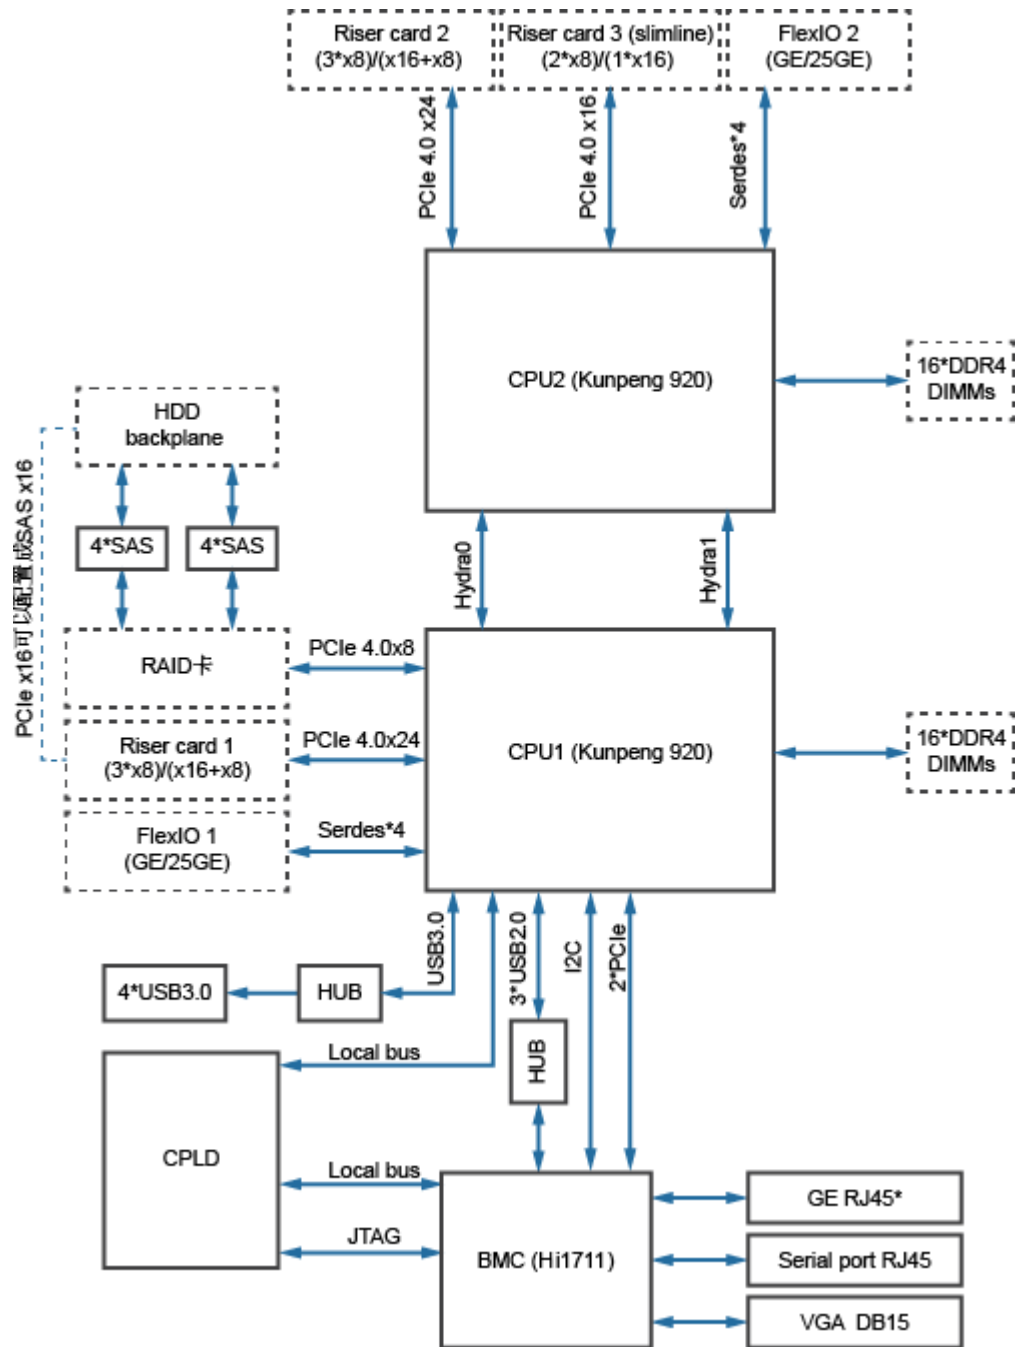 Riser card 2
(3*x8)/(x16+x8)
Riser card 3 (slimline)
(2*x8)/(1*x16)
FlexIO 2
(GE/25GE)
PCIe 4.0 x24
PCIe 4.0 x16
Serdes*4
CPU2 (Kunpeng 920)
16*DDR4
DIMMs
HDD
backplane
4*SAS
4*SAS
PCIe x16可以配置成SAS x16
Hydra0
Hydra1
RAID卡
PCIe 4.0x8
Riser card 1
(3*x8)/(x16+x8)
PCIe 4.0x24
CPU1 (Kunpeng 920)
16*DDR4
DIMMs
FlexIO 1
(GE/25GE)
Serdes*4
USB3.0
3*USB2.0
I2C
2*PCIe
4*USB3.0
HUB
HUB
Local bus
CPLD
Local bus
JTAG
BMC (Hi1711)
GE RJ45*
Serial port RJ45
VGA DB15